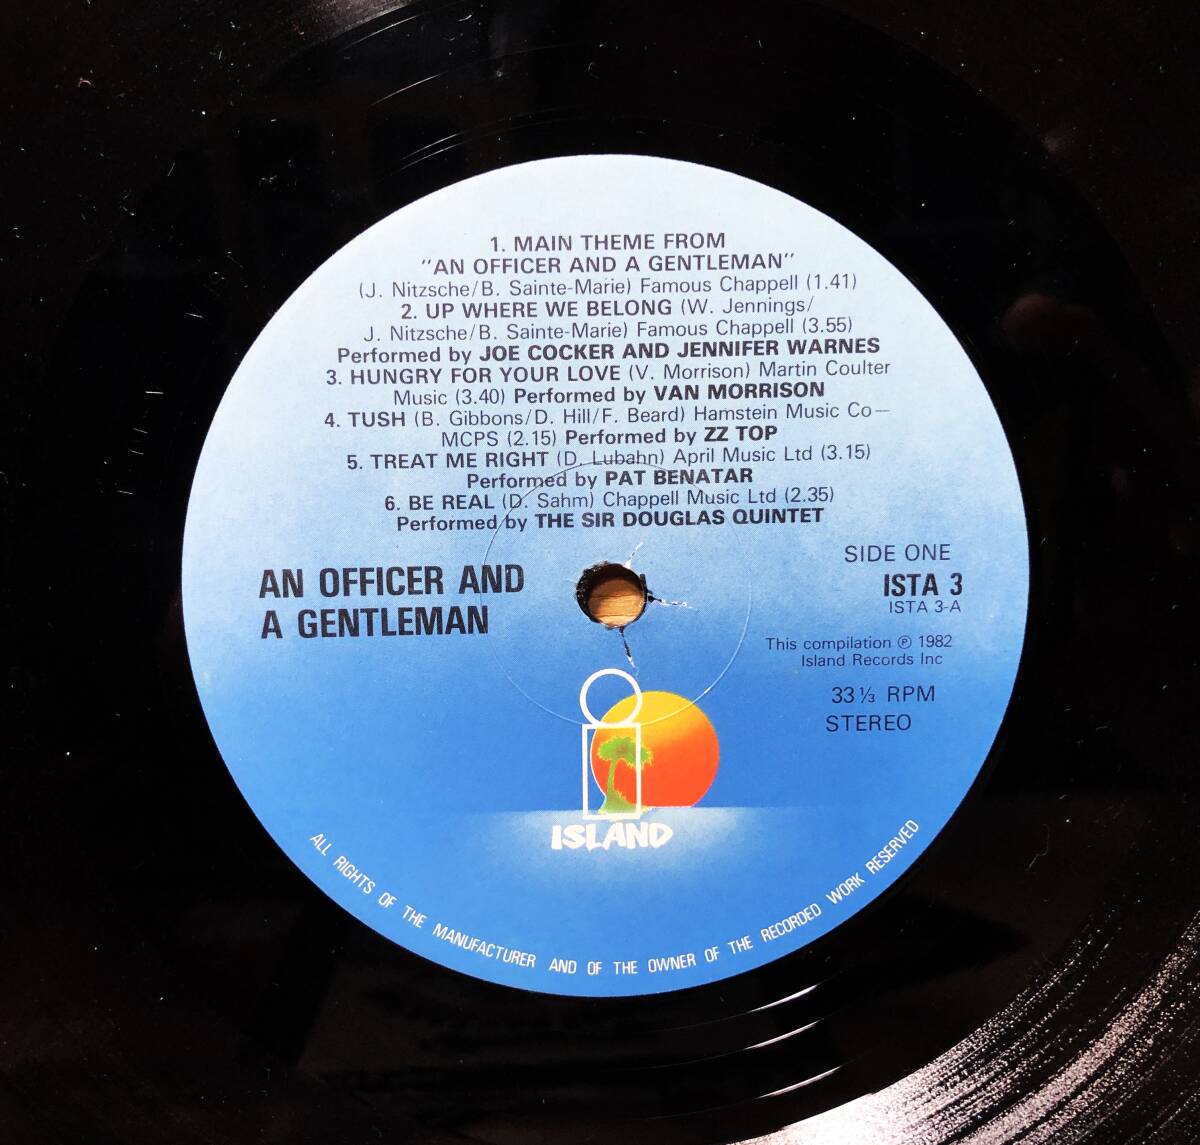 1. MAIN THEME FROM
"AN OFFICER AND A GENTLEMAN"
(J. Nitzsche/B. Sainte-Marie) Famous Chappell (1.41)
2. UP WHERE WE BELONG (W. Jennings/
J. Nitzsche/B. Sainte-Marie) Famous Chappell (3.55)
Performed by JOE COCKER AND JENNIFER WARNES
3. HUNGRY FOR YOUR LOVE (V. Morrison) Martin Coulter
Music (3.40) Performed by VAN MORRISON
4. TUSH (B. Gibbons/D. Hill/F. Beard) Hamstein Music Co—
MCPS (2.15) Performed by ZZ TOP
5. TREAT ME RIGHT (D. Lubahn) April Music Ltd (3.15)
Performed by PAT BENATAR
6. BE REAL (D. Sahm) Chappell Music Ltd (2.35)
Performed by THE SIR DOUGLAS QUINTET
AN OFFICER AND
A GENTLEMAN
SIDE ONE
ISTA 3
ISTA 3-A
This compilation ℗ 1982
Island Records Inc
33⅓ RPM
STEREO
ISLAND
ALL RIGHTS OF THE MANUFACTURER AND OF THE OWNER OF THE RECORDED WORK RESERVED